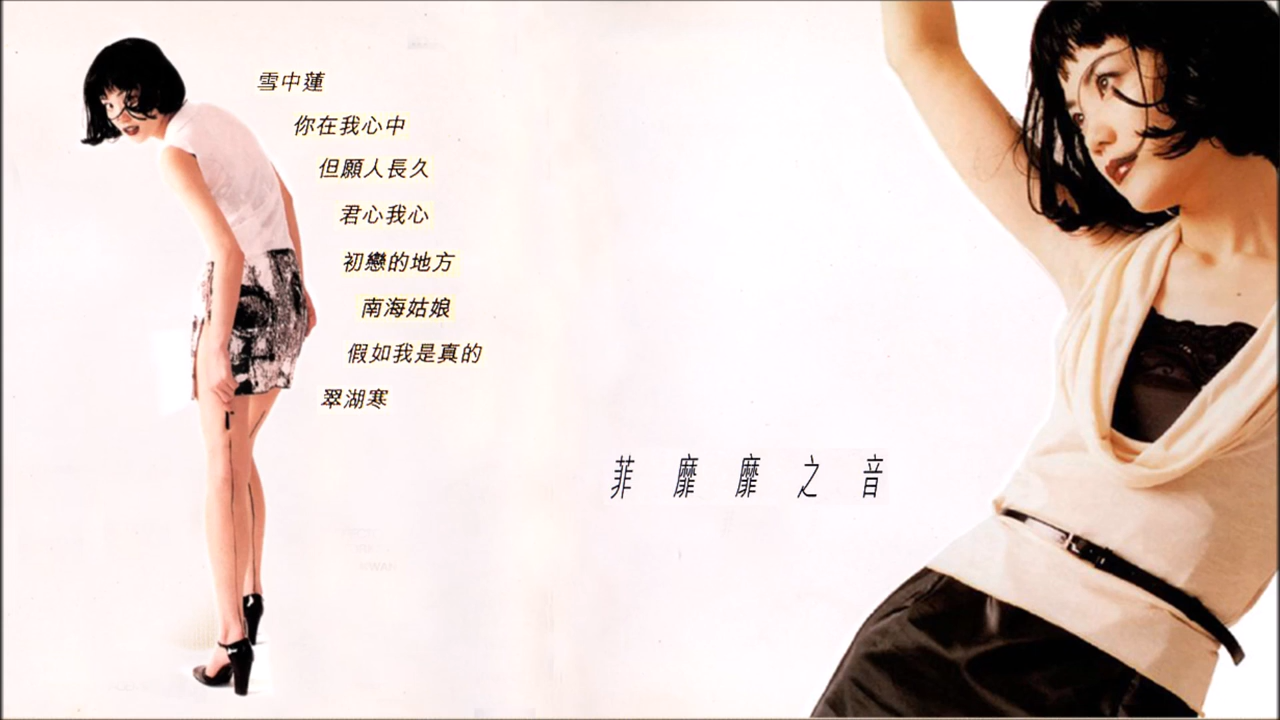 雪中蓮
你在我心中
但願人長久
君心我心
初戀的地方
南海姑娘
假如我是真的
翠湖寒
菲靡靡之音